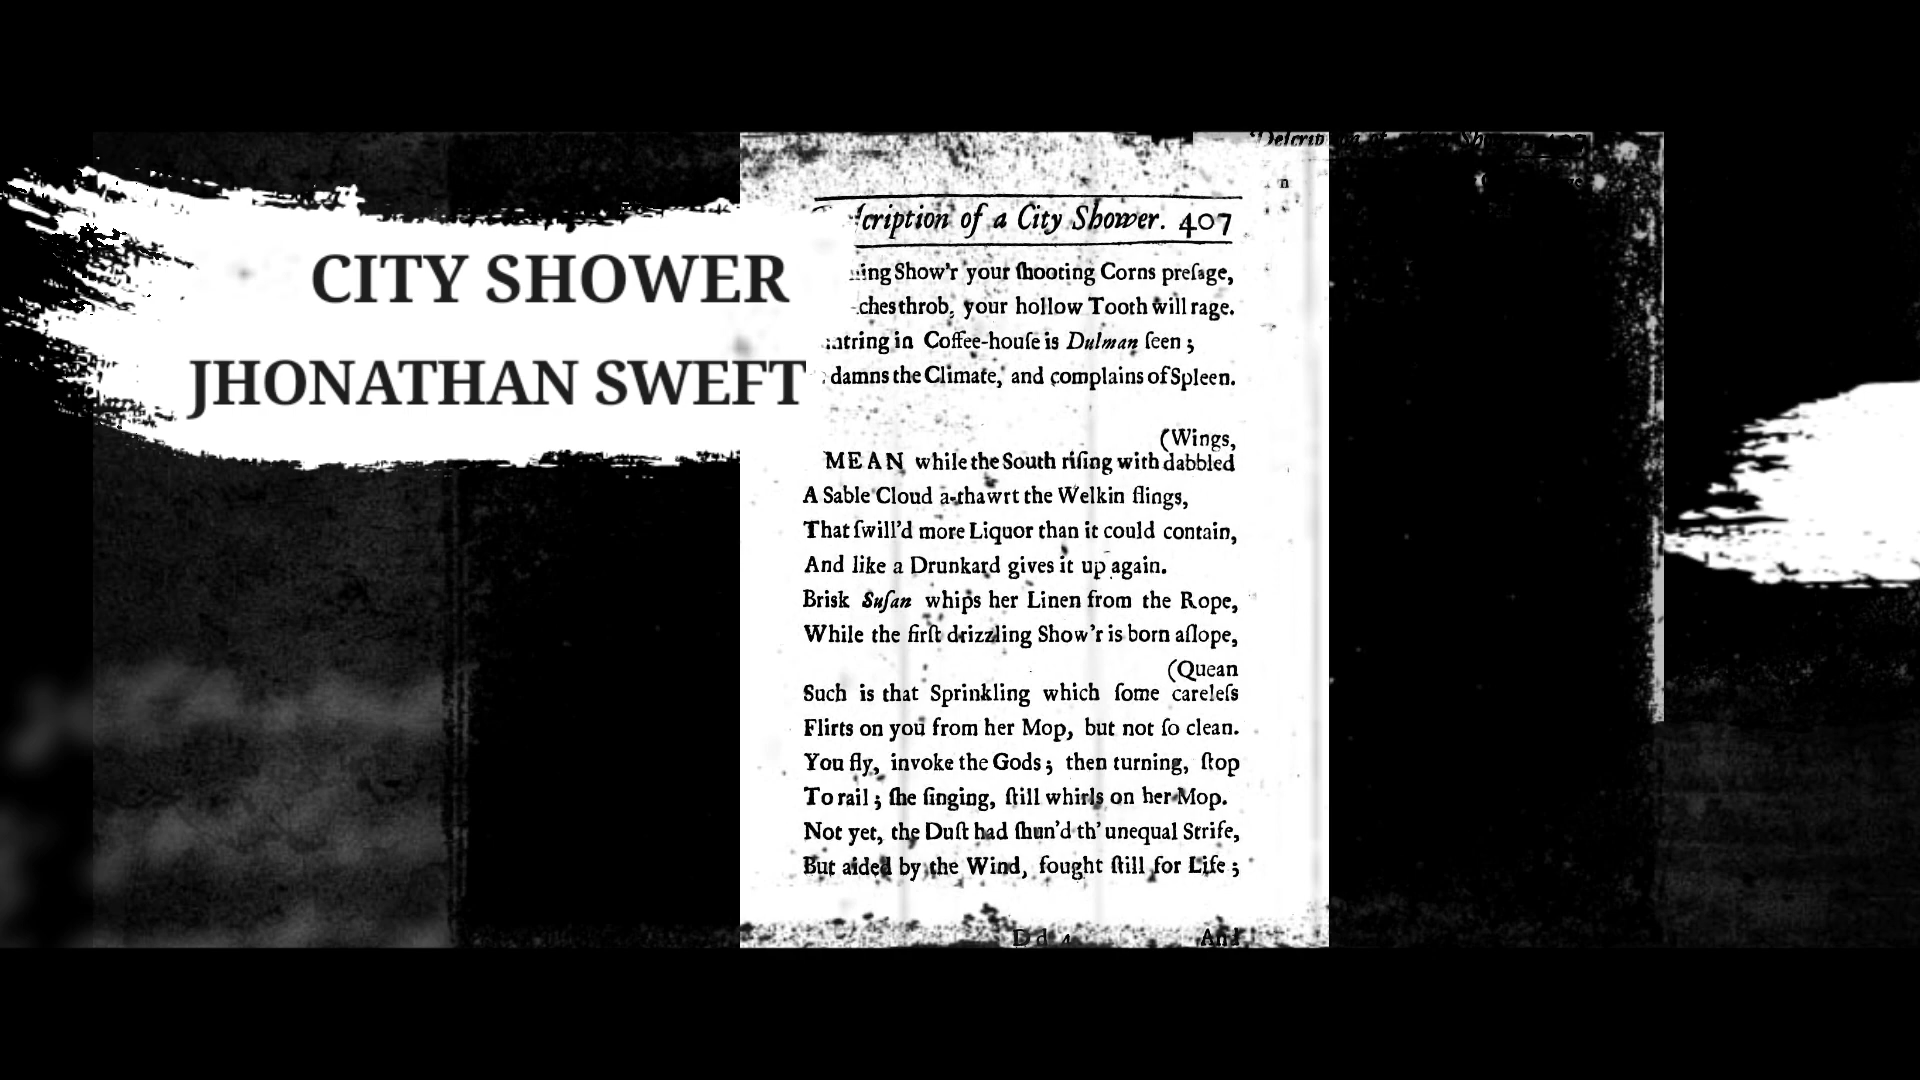 CITY SHOWER
JHONATHAN SWEFT
cription of a City Shower. 407
Show'r your ſhooting Corns preſage,
throb, your hollow Tooth will rage.
in Coffee-houſe is Dulman ſeen ;
damns the Climate, and complains of Spleen.
(Wings,
MEAN while the South riſing with dabbled
A Sable Cloud a-thawrt the Welkin flings,
That ſwill'd more Liquor than it could contain,
And like a Drunkard gives it up again.
Brisk Suſan whips her Linen from the Rope,
While the firſt drizzling Show'r is born aſlope,
(Quean
Such is that Sprinkling which ſome careleſs
Flirts on you from her Mop, but not ſo clean.
You fly, invoke the Gods ; then turning, ſtop
To rail ; ſhe ſinging, ſtill whirls on her Mop.
Not yet, the Duſt had ſhun'd th' unequal Strife,
But aided by the Wind, fought ſtill for Life ;
And